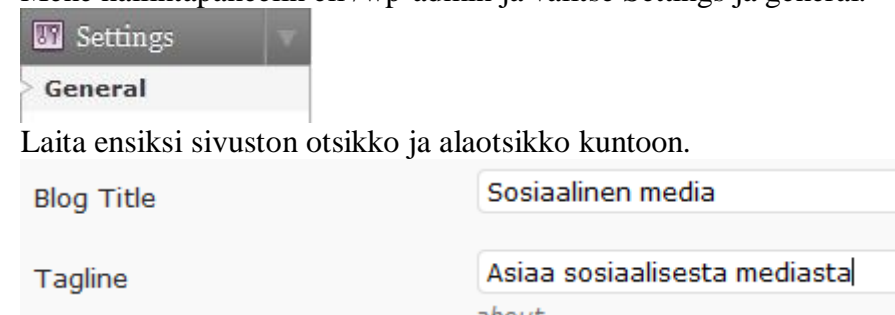 Settings
General
Laita ensiksi sivuston otsikko ja alaotsikko kuntoon.
Blog Title Sosiaalinen media
Tagline Asiaa sosiaalisesta mediasta